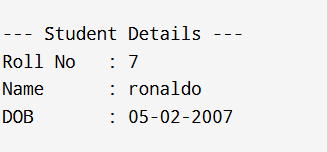 --- Student Details ---
Roll No   : 7
Name      : ronaldo
DOB       : 05-02-2007